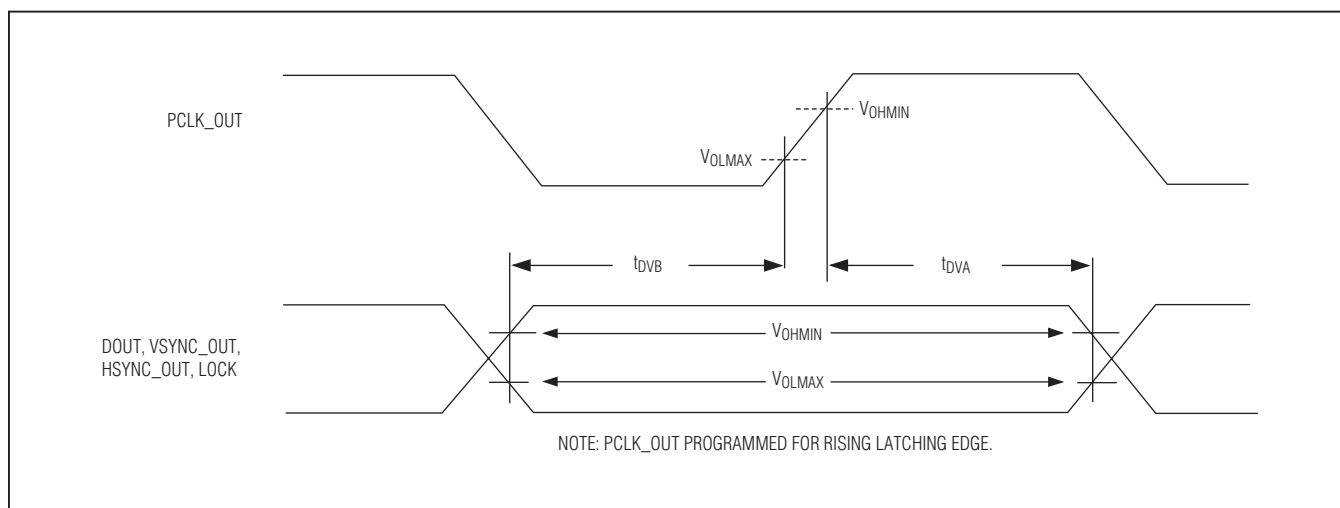 PCLK_OUT
VOHMIN
VOLMAX
tDVB
tDVA
DOUT, VSYNC_OUT,
HSYNC_OUT, LOCK
VOHMIN
VOLMAX
NOTE: PCLK_OUT PROGRAMMED FOR RISING LATCHING EDGE.